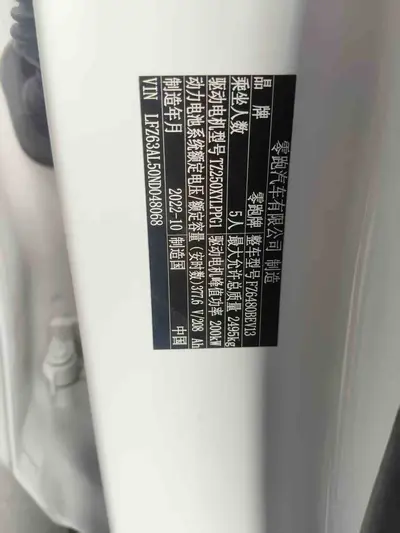 零跑汽车有限公司 制造
品 牌 零跑牌 整车型号 FZ6480BEV13
乘坐人数 5人 最大允许总质量 2495kg
驱动电机型号 TZ250XYLPPG1 驱动电机峰值功率 200kW
动力电池系统额定电压/额定容量(安时数)377.6 V/208 Ah
制造年月 2022-10 制造国 中国
VIN LFZ63AL50ND048068